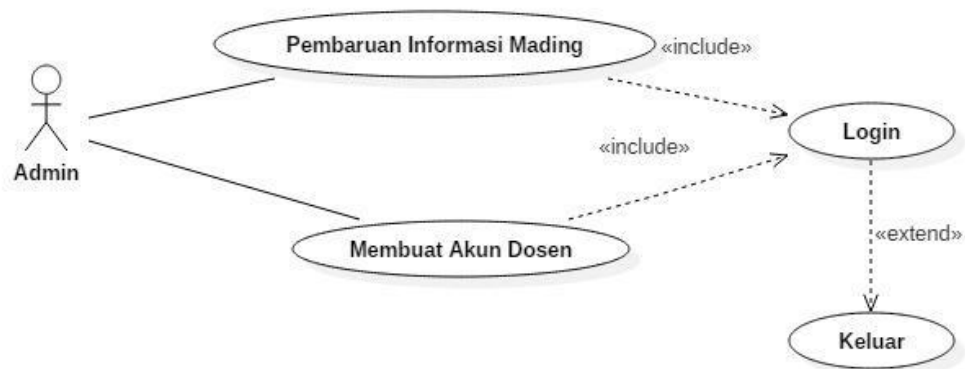 Pembaruan Informasi Mading
«include»
Login
«include»
Admin
«extend»
Membuat Akun Dosen
Keluar